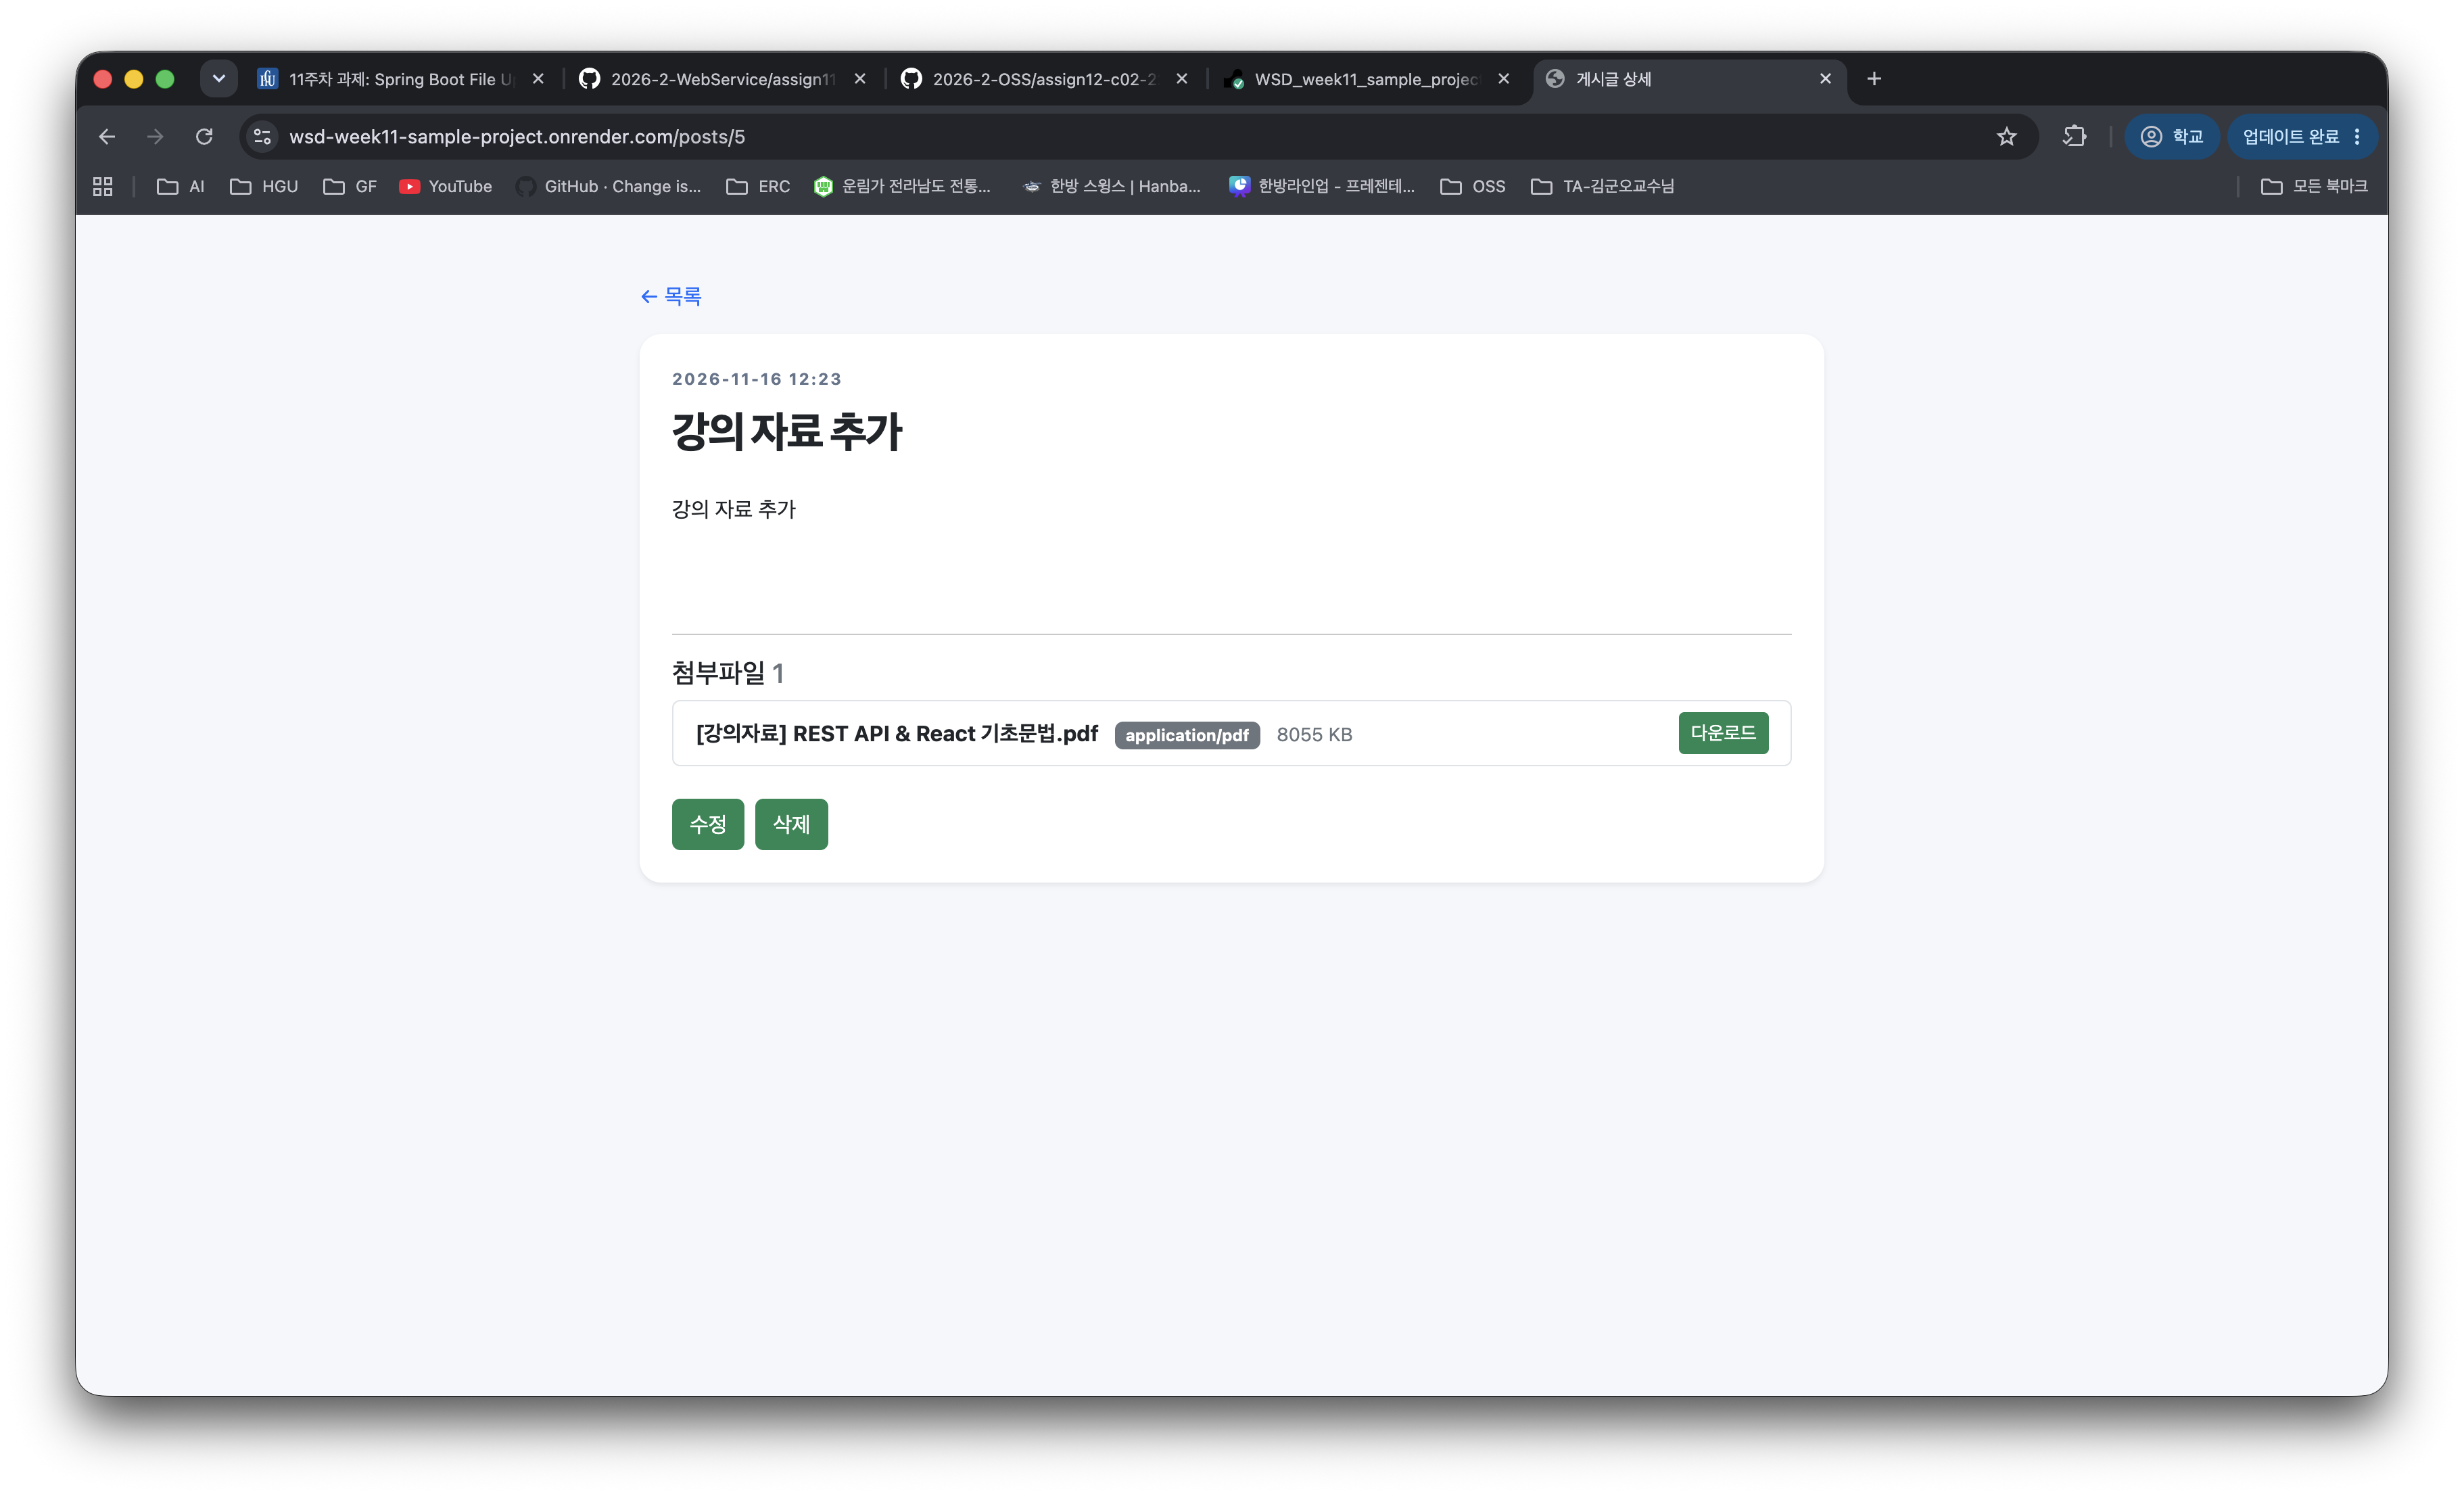 11주차 과제: Spring Boot File U
2026-2-WebService/assign11
2026-2-OSS/assign12-c02-2
WSD_week11_sample_projec
게시글 상세
wsd-week11-sample-project.onrender.com/posts/5
학교
업데이트 완료
AI
HGU
GF
YouTube
GitHub · Change is...
ERC
운림가 전라남도 전통...
한방 스윙스 | Hanba...
한방라인업 - 프레젠테...
OSS
TA-김군오교수님
모든 북마크
← 목록
2026-11-16 12:23
강의 자료 추가
강의 자료 추가
첨부파일 1
[강의자료] REST API & React 기초문법.pdf application/pdf 8055 KB 다운로드
수정 삭제